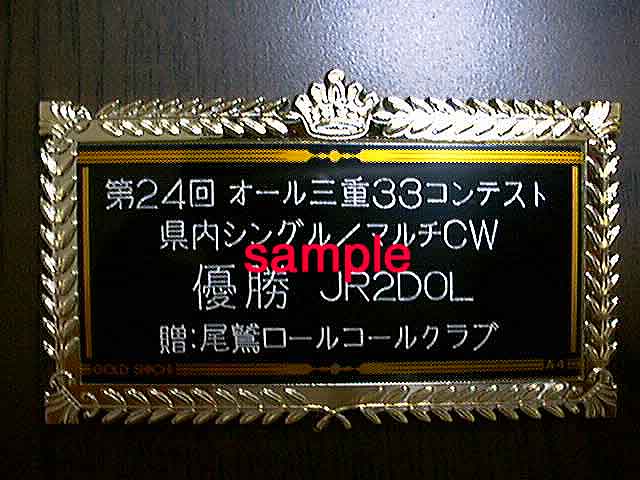 第24回 オール三重33コンテスト
県内シングル／マルチCW
sample
優勝 JR2DOL
贈:尾鷲ロールコールクラブ
A4